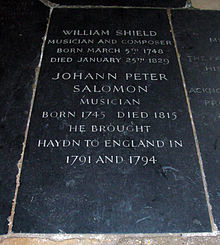 WILLIAM SHIELD
MUSICIAN AND COMPOSER
BORN MARCH 5TH 1748
DIED JANUARY 25TH 1829
JOHANN PETER
SALOMON
MUSICIAN
BORN 1745 DIED 1815
HE BROUGHT
HAYDN TO ENGLAND IN
1791 AND 1794